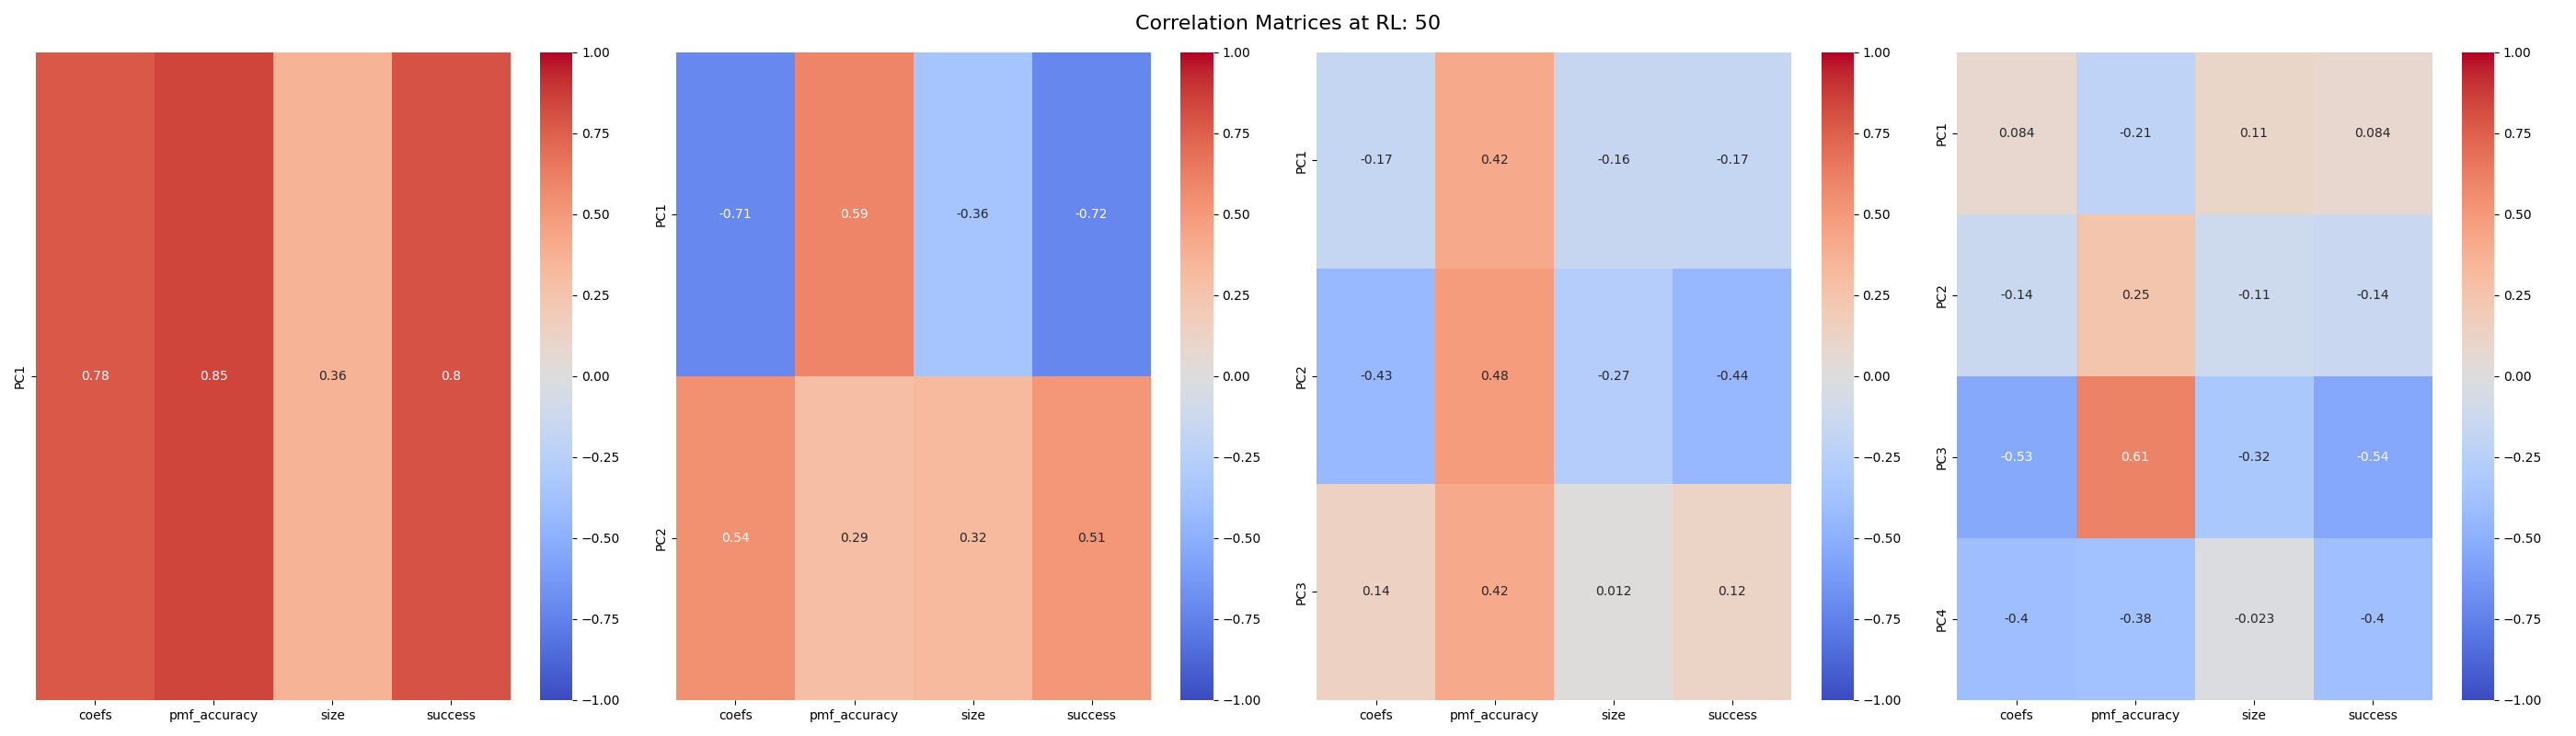 Correlation Matrices at RL: 50
PC1
0.78 0.85 0.36 0.8
coefs pmf_accuracy size success
1.00
0.75
0.50
0.25
0.00
−0.25
−0.50
−0.75
−1.00
PC1
-0.71 0.59 -0.36 -0.72
PC2
0.54 0.29 0.32 0.51
coefs pmf_accuracy size success
1.00
0.75
0.50
0.25
0.00
−0.25
−0.50
−0.75
−1.00
PC1
-0.17 0.42 -0.16 -0.17
PC2
-0.43 0.48 -0.27 -0.44
PC3
0.14 0.42 0.012 0.12
coefs pmf_accuracy size success
1.00
0.75
0.50
0.25
0.00
−0.25
−0.50
−0.75
−1.00
PC1
0.084 -0.21 0.11 0.084
PC2
-0.14 0.25 -0.11 -0.14
PC3
-0.53 0.61 -0.32 -0.54
PC4
-0.4 -0.38 -0.023 -0.4
coefs pmf_accuracy size success
1.00
0.75
0.50
0.25
0.00
−0.25
−0.50
−0.75
−1.00